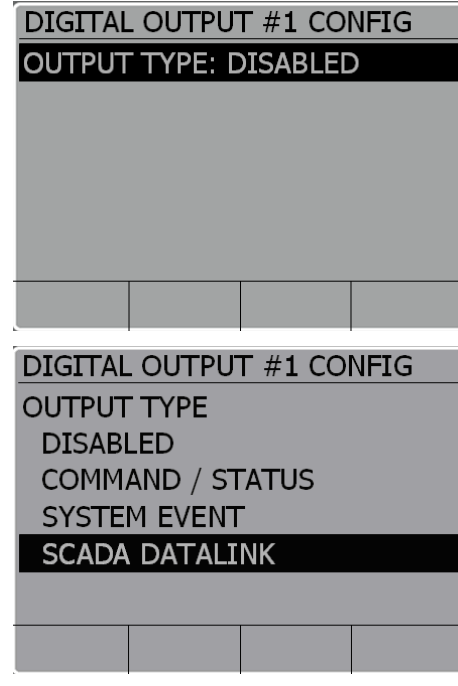 DIGITAL OUTPUT #1 CONFIG
OUTPUT TYPE: DISABLED
DIGITAL OUTPUT #1 CONFIG
OUTPUT TYPE
DISABLED
COMMAND / STATUS
SYSTEM EVENT
SCADA DATALINK